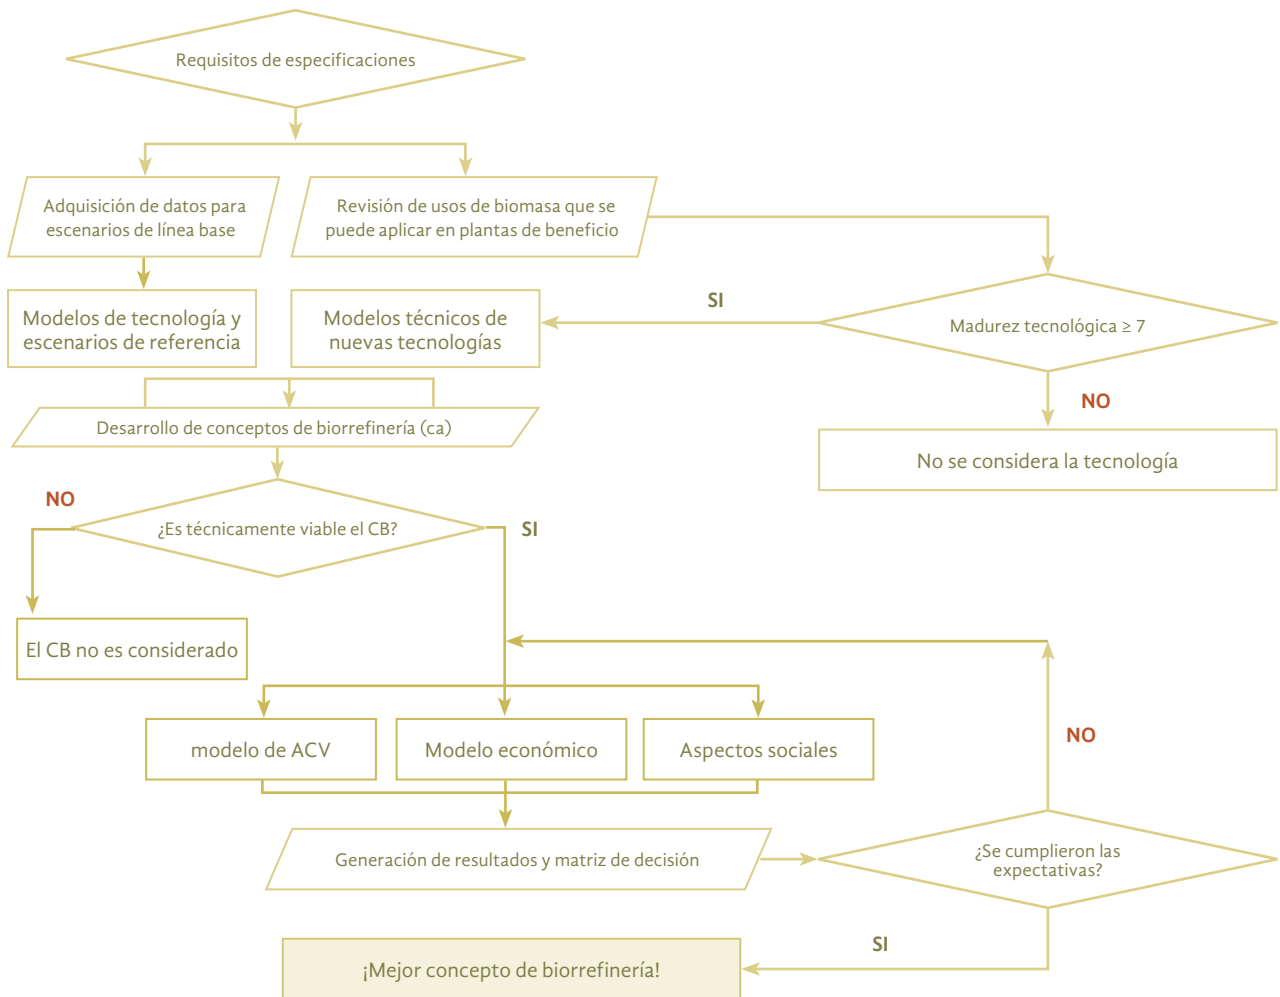 Requisitos de especificaciones
Adquisición de datos para
escenarios de línea base
Revisión de usos de biomasa que se
puede aplicar en plantas de beneficio
Modelos de tecnología y
escenarios de referencia
Modelos técnicos de
nuevas tecnologías
SI
Madurez tecnológica ≥ 7
NO
No se considera la tecnología
Desarrollo de conceptos de biorrefinería (ca)
NO
¿Es técnicamente viable el CB?
SI
El CB no es considerado
modelo de ACV
Modelo económico
Aspectos sociales
NO
Generación de resultados y matriz de decisión
¿Se cumplieron las
expectativas?
SI
¡Mejor concepto de biorrefinería!